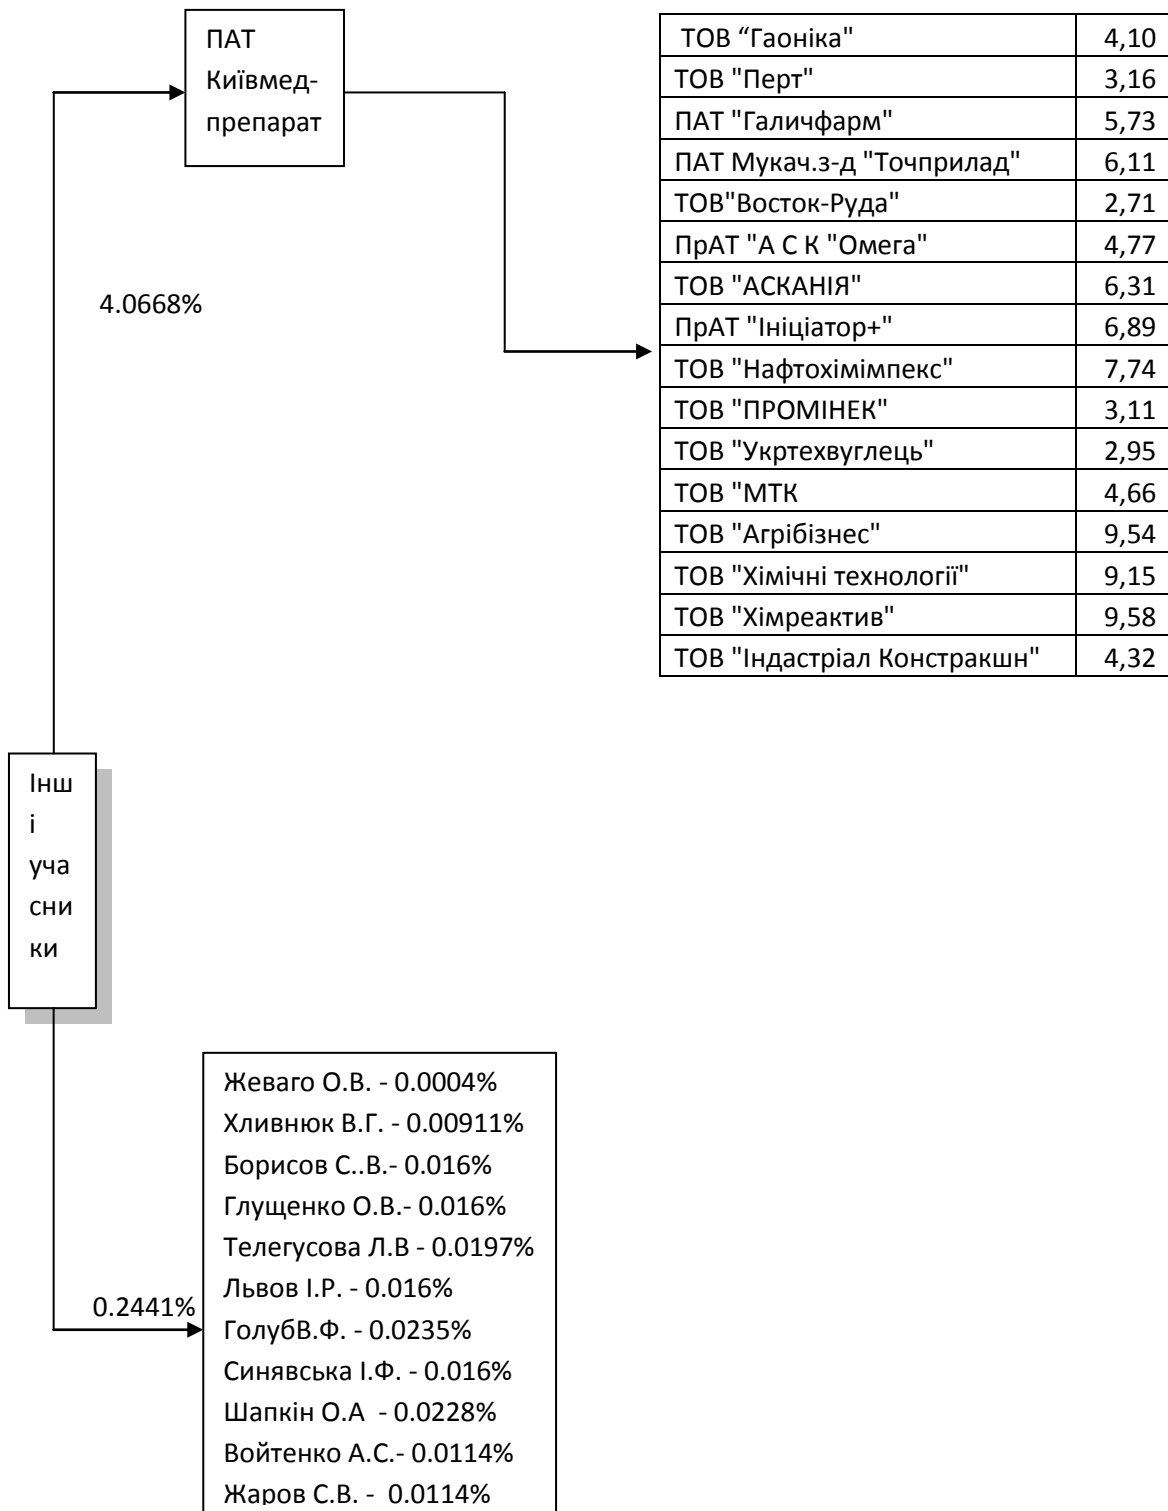 ПАТ
Київмед-
препарат
ТОВ “Гаоніка" 4,10
ТОВ "Перт" 3,16
ПАТ "Галичфарм" 5,73
ПАТ Мукач.з-д "Точприлад" 6,11
ТОВ"Восток-Руда" 2,71
ПрАТ "А С К "Омега" 4,77
ТОВ "АСКАНІЯ" 6,31
ПрАТ "Ініціатор+" 6,89
ТОВ "Нафтохімімпекс" 7,74
ТОВ "ПРОМІНЕК" 3,11
ТОВ "Укртехвуглець" 2,95
ТОВ "МТК 4,66
ТОВ "Агрібізнес" 9,54
ТОВ "Хімічні технології" 9,15
ТОВ "Хімреактив" 9,58
ТОВ "Індастріал Констракшн" 4,32
4.0668%
Інш
і
уча
сни
ки
0.2441%
Жеваго О.В. - 0.0004%
Хливнюк В.Г. - 0.00911%
Борисов С..В.- 0.016%
Глущенко О.В.- 0.016%
Телегусова Л.В - 0.0197%
Львов І.Р. - 0.016%
ГолубВ.Ф. - 0.0235%
Синявська І.Ф. - 0.016%
Шапкін О.А - 0.0228%
Войтенко А.С.- 0.0114%
Жаров С.В. - 0.0114%